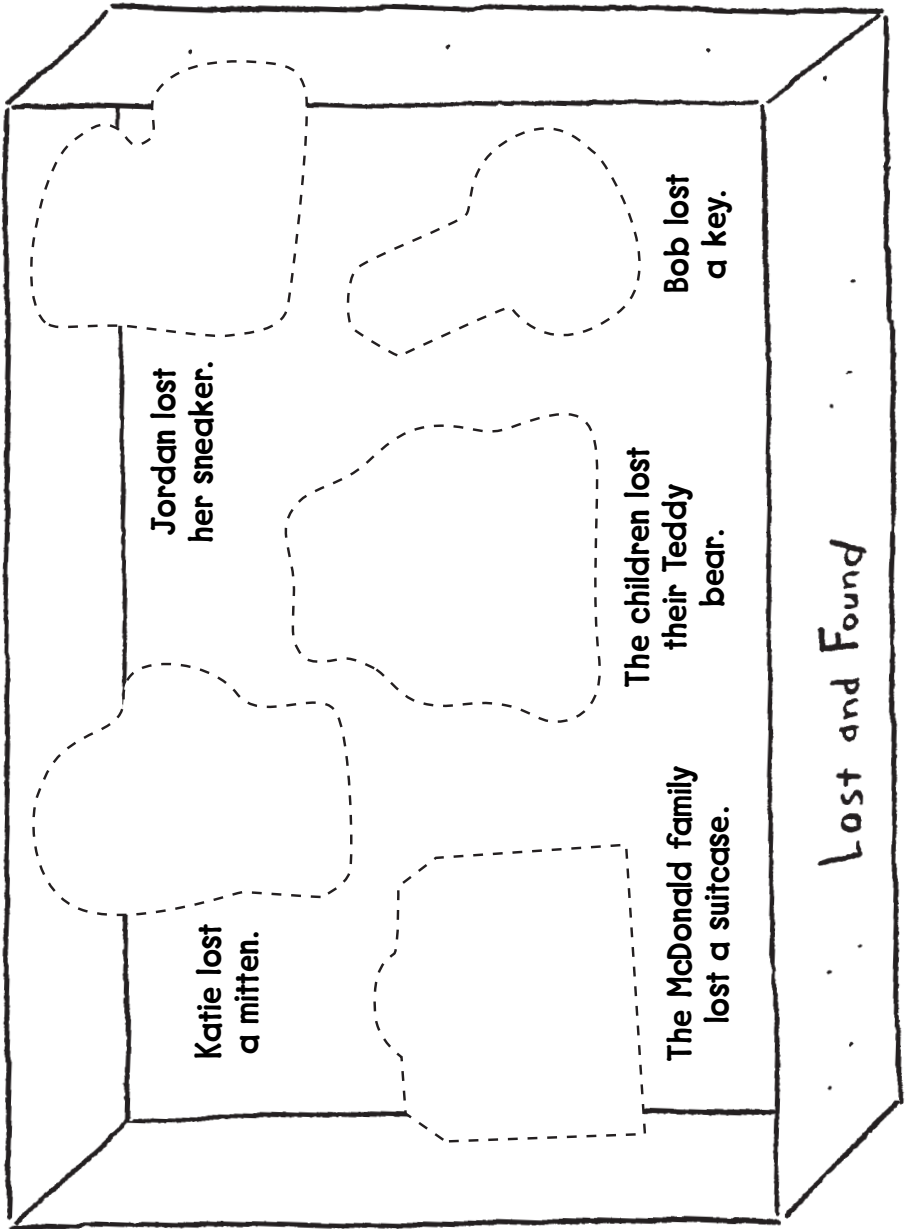 Katie lost
a mitten.
Jordan lost
her sneaker.
The McDonald family
lost a suitcase.
The children lost
their Teddy
bear.
Bob lost
a key.
Lost and Found